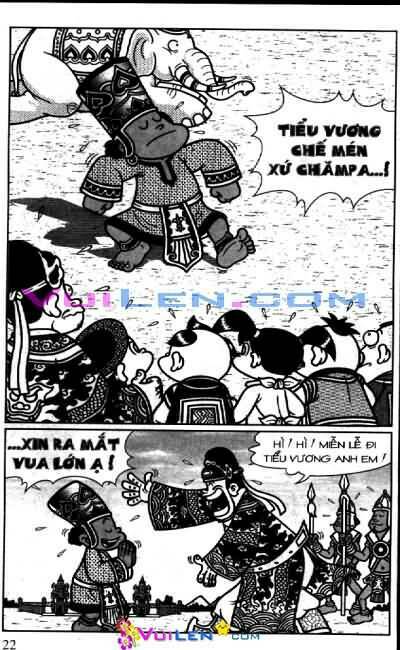 TIỂU VƯƠNG
CHẾ MÉN
XỨ CHĂMPA...!
VUILEN.COM
...XIN RA MẮT
VUA LỚN Ạ!
HÌ! HÌ! MIỄN LỄ ĐI
TIỂU VƯƠNG ANH EM!
22
VUILEN.COM